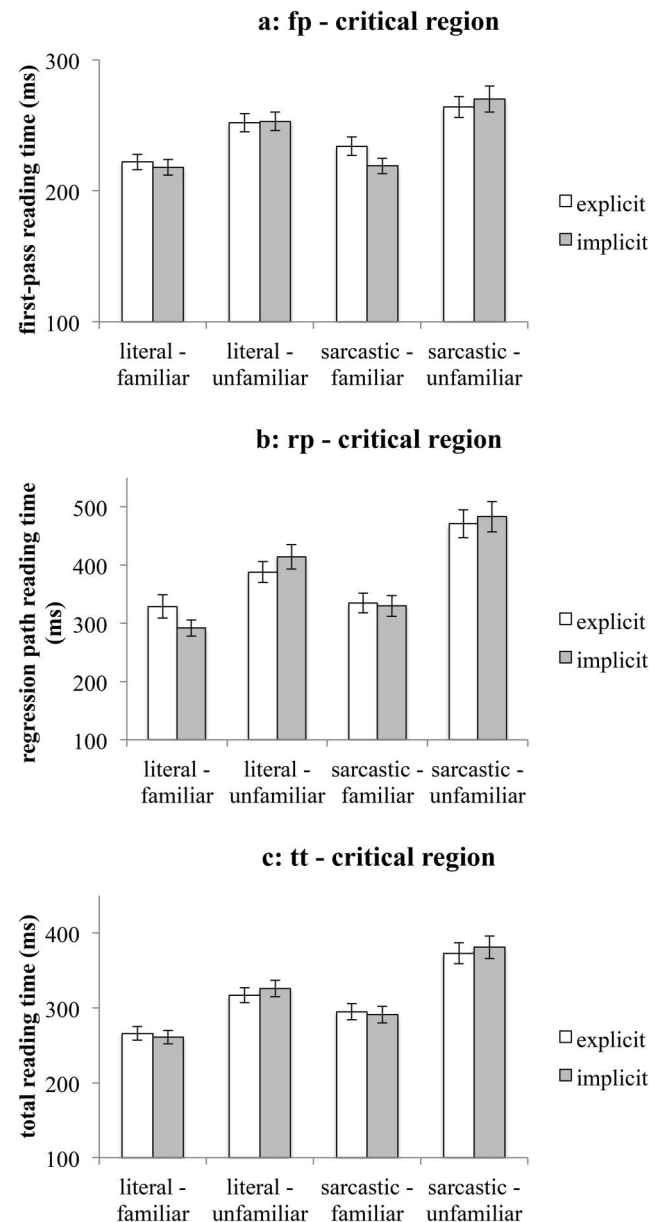 a: fp - critical region
first-pass reading time (ms)
300
200
100
literal -
familiar
literal -
unfamiliar
sarcastic -
familiar
sarcastic -
unfamiliar
explicit
implicit
b: rp - critical region
regression path reading time
(ms)
500
400
300
200
100
literal -
familiar
literal -
unfamiliar
sarcastic -
familiar
sarcastic -
unfamiliar
explicit
implicit
c: tt - critical region
total reading time (ms)
400
300
200
100
literal -
familiar
literal -
unfamiliar
sarcastic -
familiar
sarcastic -
unfamiliar
explicit
implicit